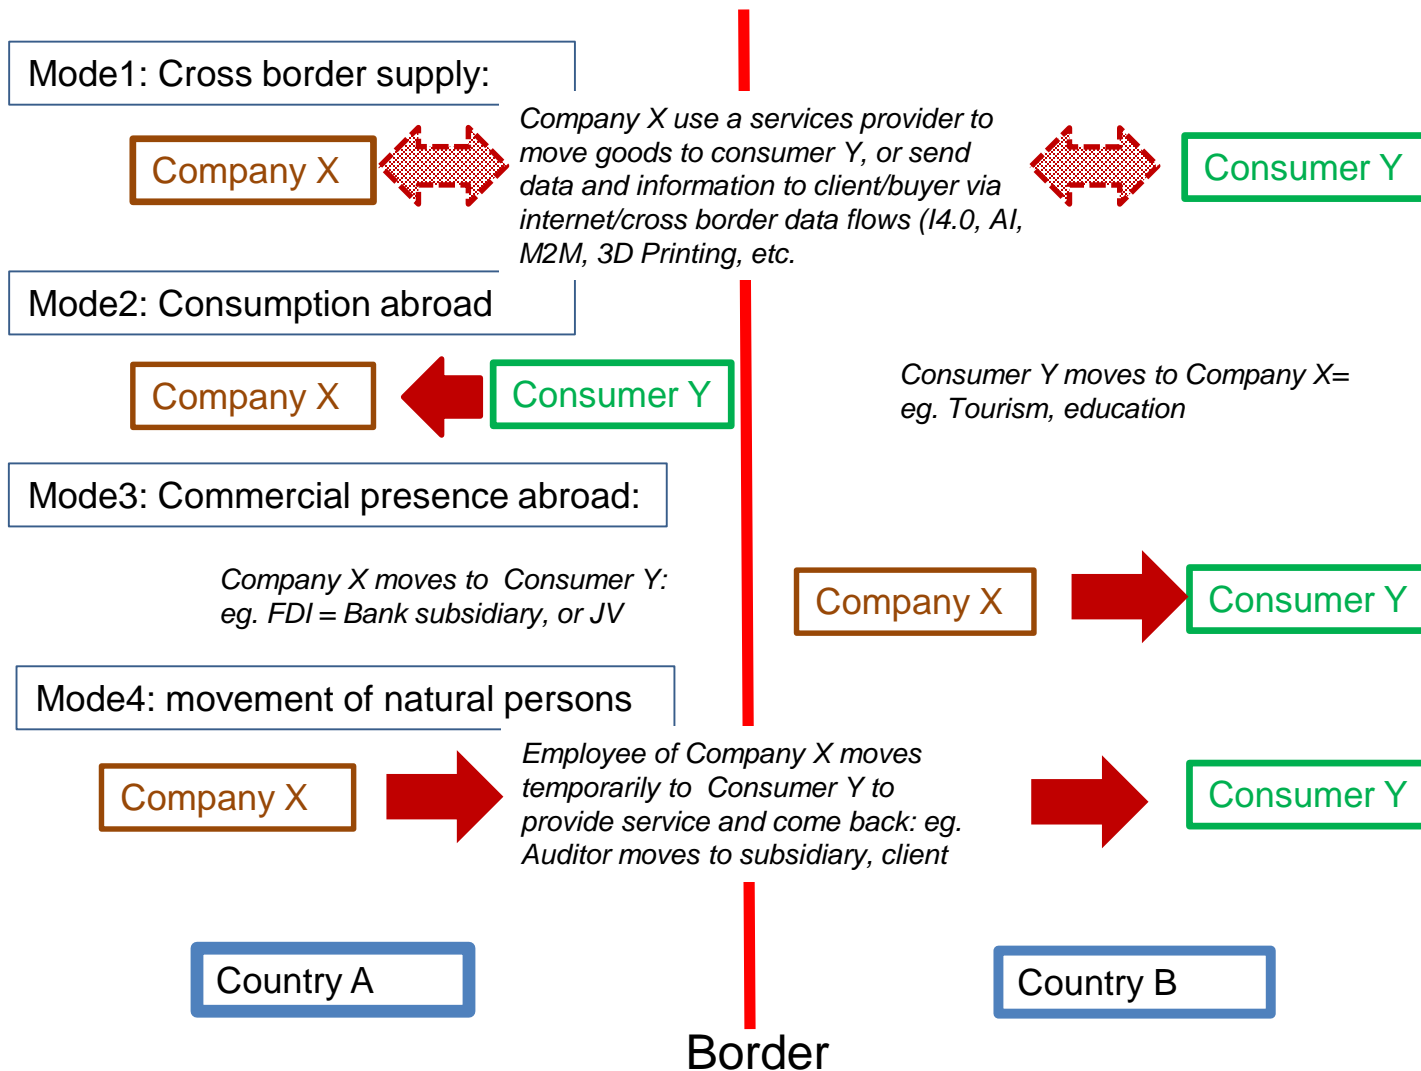 Mode1: Cross border supply:
Company X
Company X use a services provider to
move goods to consumer Y, or send
data and information to client/buyer via
internet/cross border data flows (I4.0, AI,
M2M, 3D Printing, etc.
Consumer Y
Mode2: Consumption abroad
Company X
Consumer Y
Consumer Y moves to Company X=
eg. Tourism, education
Mode3: Commercial presence abroad:
Company X moves to  Consumer Y:
eg. FDI = Bank subsidiary, or JV
Company X
Consumer Y
Mode4: movement of natural persons
Company X
Employee of Company X moves
temporarily to  Consumer Y to
provide service and come back: eg.
Auditor moves to subsidiary, client
Consumer Y
Country A
Country B
Border